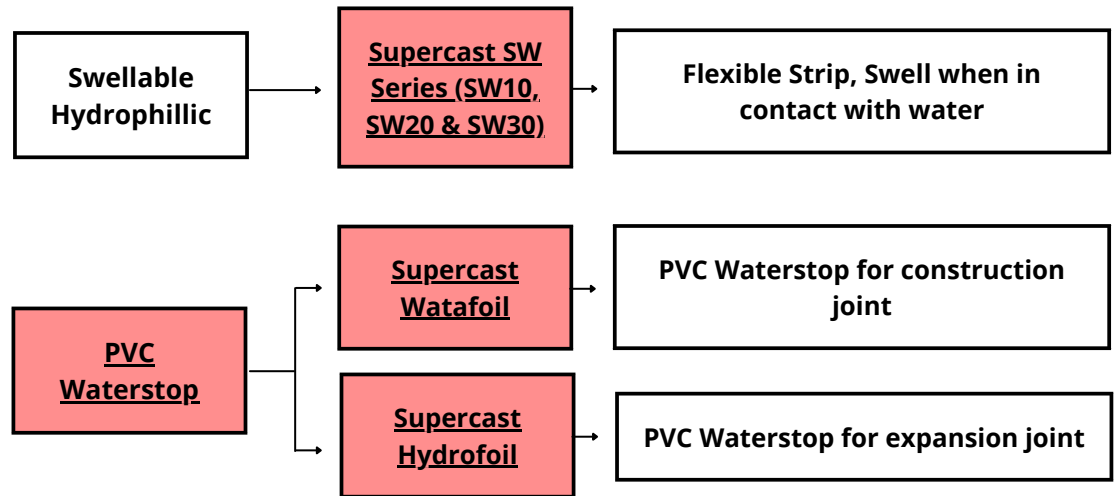 Swellable
Hydrophillic
Supercast SW
Series (SW10,
SW20 & SW30)
Flexible Strip, Swell when in
contact with water
PVC
Waterstop
Supercast
Watafoil
PVC Waterstop for construction
joint
Supercast
Hydrofoil
PVC Waterstop for expansion joint